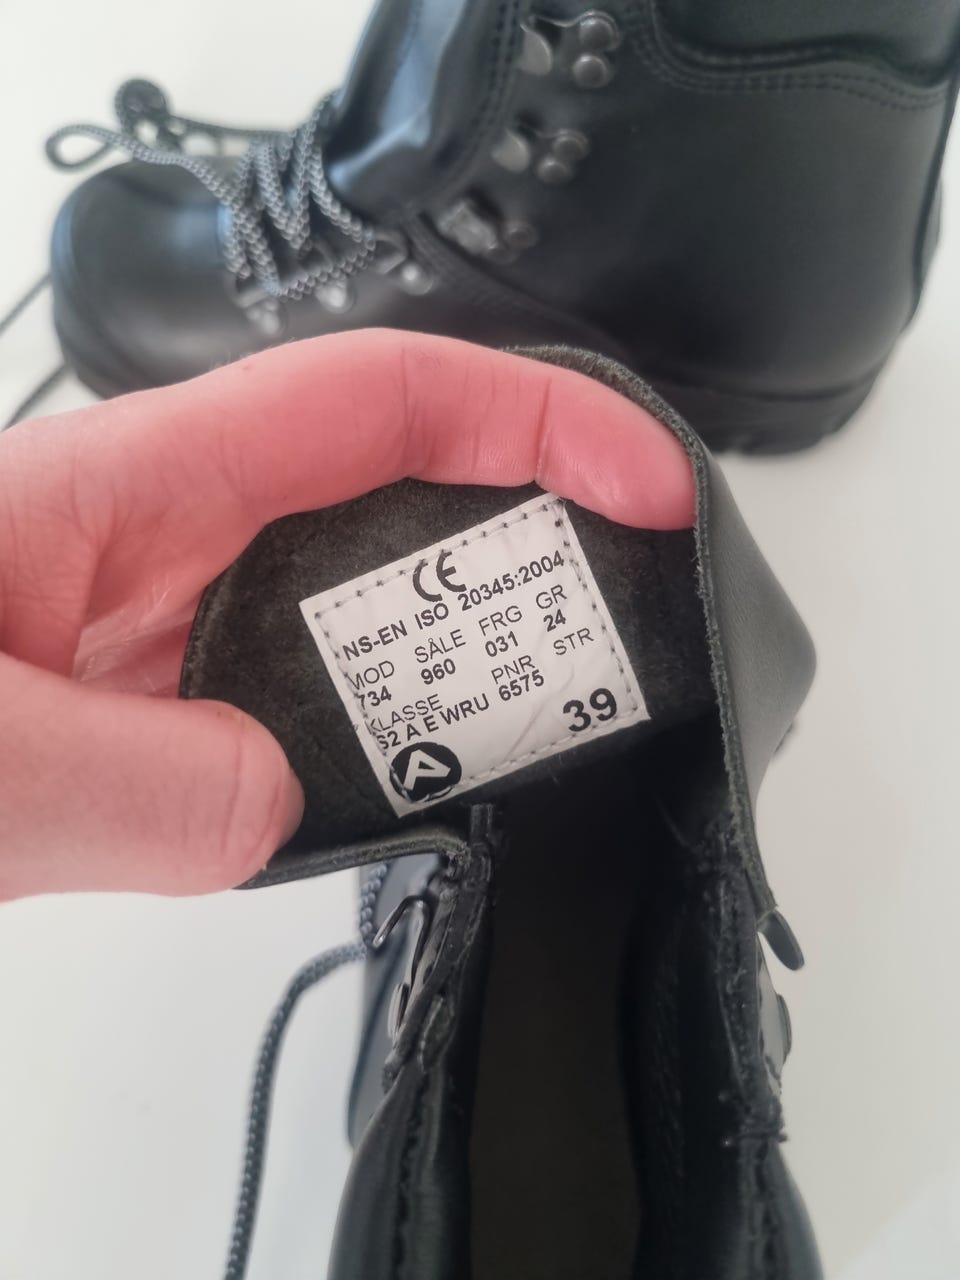 CE
NS-EN ISO 20345:2004
MOD SÅLE FRG GR
734 960 031 24
KLASSE PNR STR
S2 A E WRU 6575 39
A